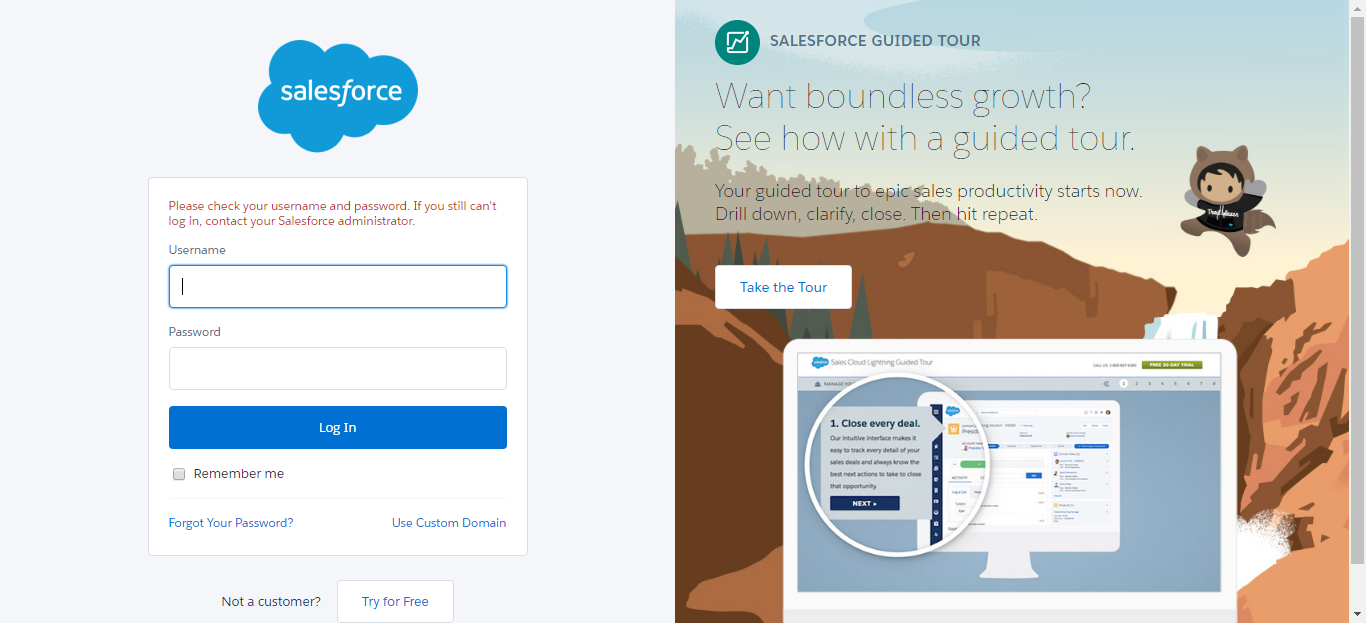 salesforce
Please check your username and password. If you still can't
log in, contact your Salesforce administrator.
Username
Password
Log In
Remember me
Forgot Your Password?
Use Custom Domain
Not a customer?
Try for Free
SALESFORCE GUIDED TOUR
Want boundless growth?
See how with a guided tour.
Your guided tour to epic sales productivity starts now.
Drill down, clarify, close. Then hit repeat.
Take the Tour
Sales Cloud Lightning Guided Tour
FREE 30-DAY TRIAL
MANAGE YOU
1 2 3 4 5 6 7 8
1. Close every deal.
Our intuitive interface makes it
easy to track every detail of your
sales deals and always know the
best next actions to take to close
that opportunity.
NEXT
ACTIVITY